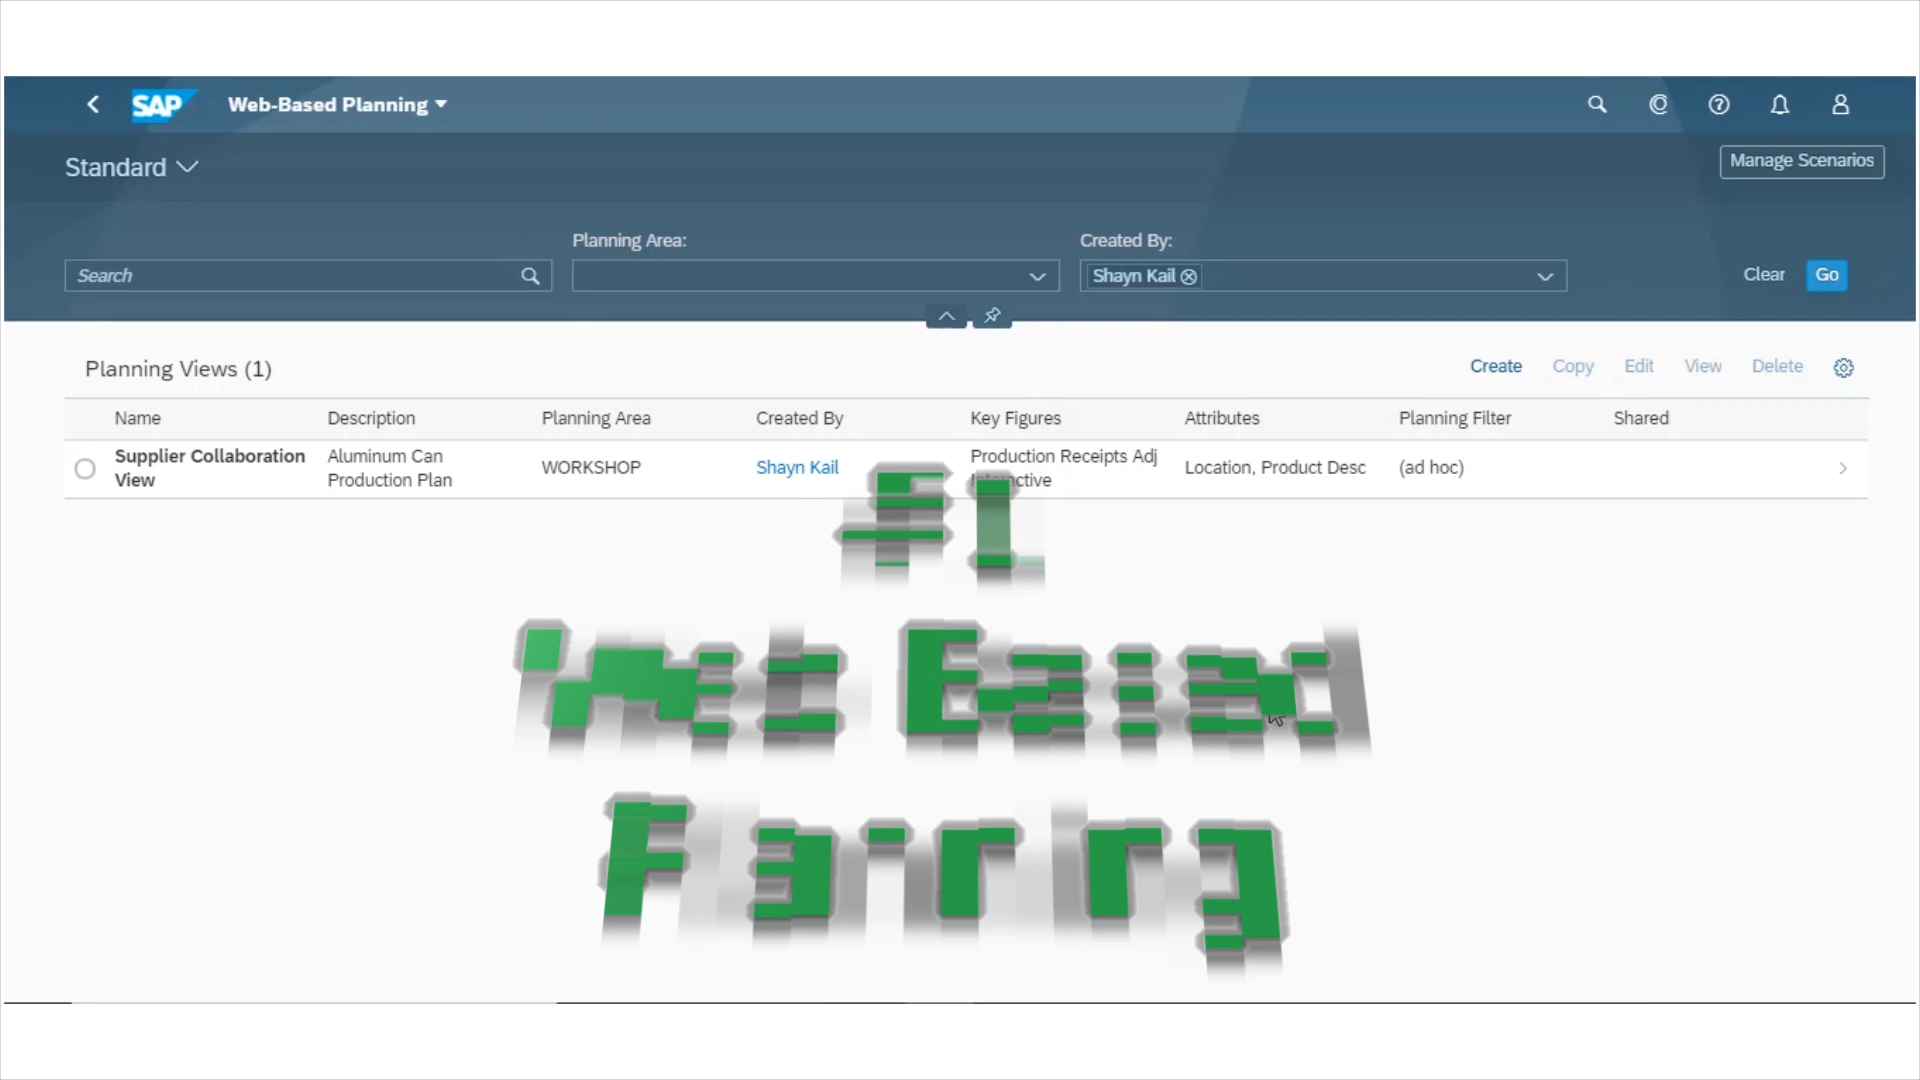 SAP Web-Based Planning
Standard
Manage Scenarios
Planning Area:
Created By:
Search
Shayn Kail
Clear
Go
Planning Views (1)
Create Copy Edit View Delete
Name Description Planning Area Created By Key Figures Attributes Planning Filter Shared
Supplier Collaboration View
Aluminum Can Production Plan
WORKSHOP
Shayn Kail
Production Receipts Adj
Location, Product Desc
(ad hoc)